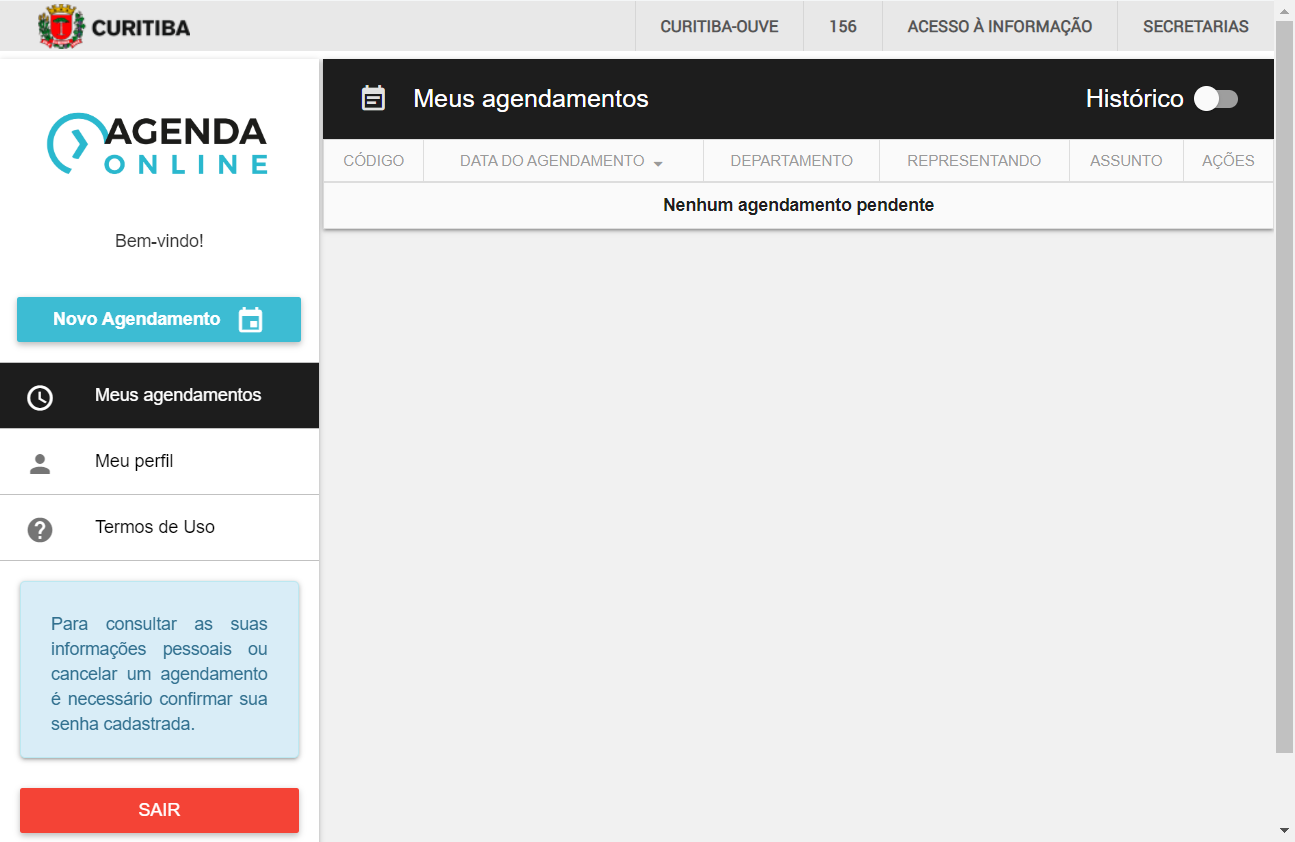 CURITIBA
CURITIBA-OUVE
156
ACESSO À INFORMAÇÃO
SECRETARIAS
AGENDA
ONLINE
Bem-vindo!
Novo Agendamento
Meus agendamentos
Meu perfil
Termos de Uso
Para consultar as suas
informações pessoais ou
cancelar um agendamento
é necessário confirmar sua
senha cadastrada.
SAIR
Meus agendamentos
Histórico
CÓDIGO
DATA DO AGENDAMENTO
DEPARTAMENTO
REPRESENTANDO
ASSUNTO
AÇÕES
Nenhum agendamento pendente